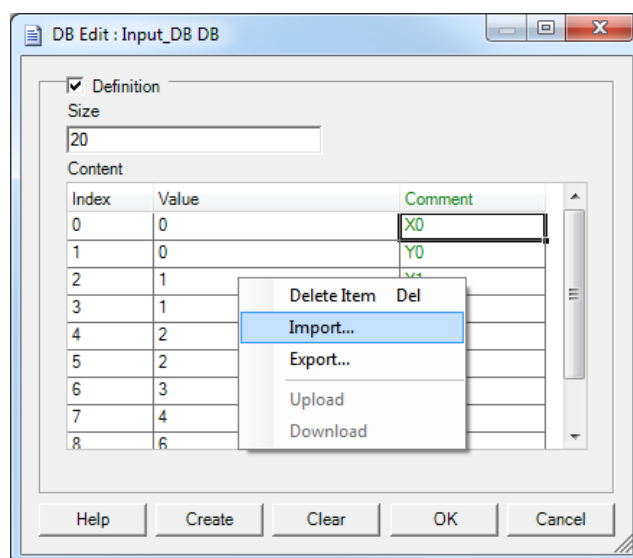 DB Edit : Input_DB DB
Definition
Size
20
Content
Index Value Comment
0 0 X0
1 0 Y0
2 1
3 1
4 2
5 2
6 3
7 4
8 6
Delete Item Del
Import...
Export...
Upload
Download
Help Create Clear OK Cancel